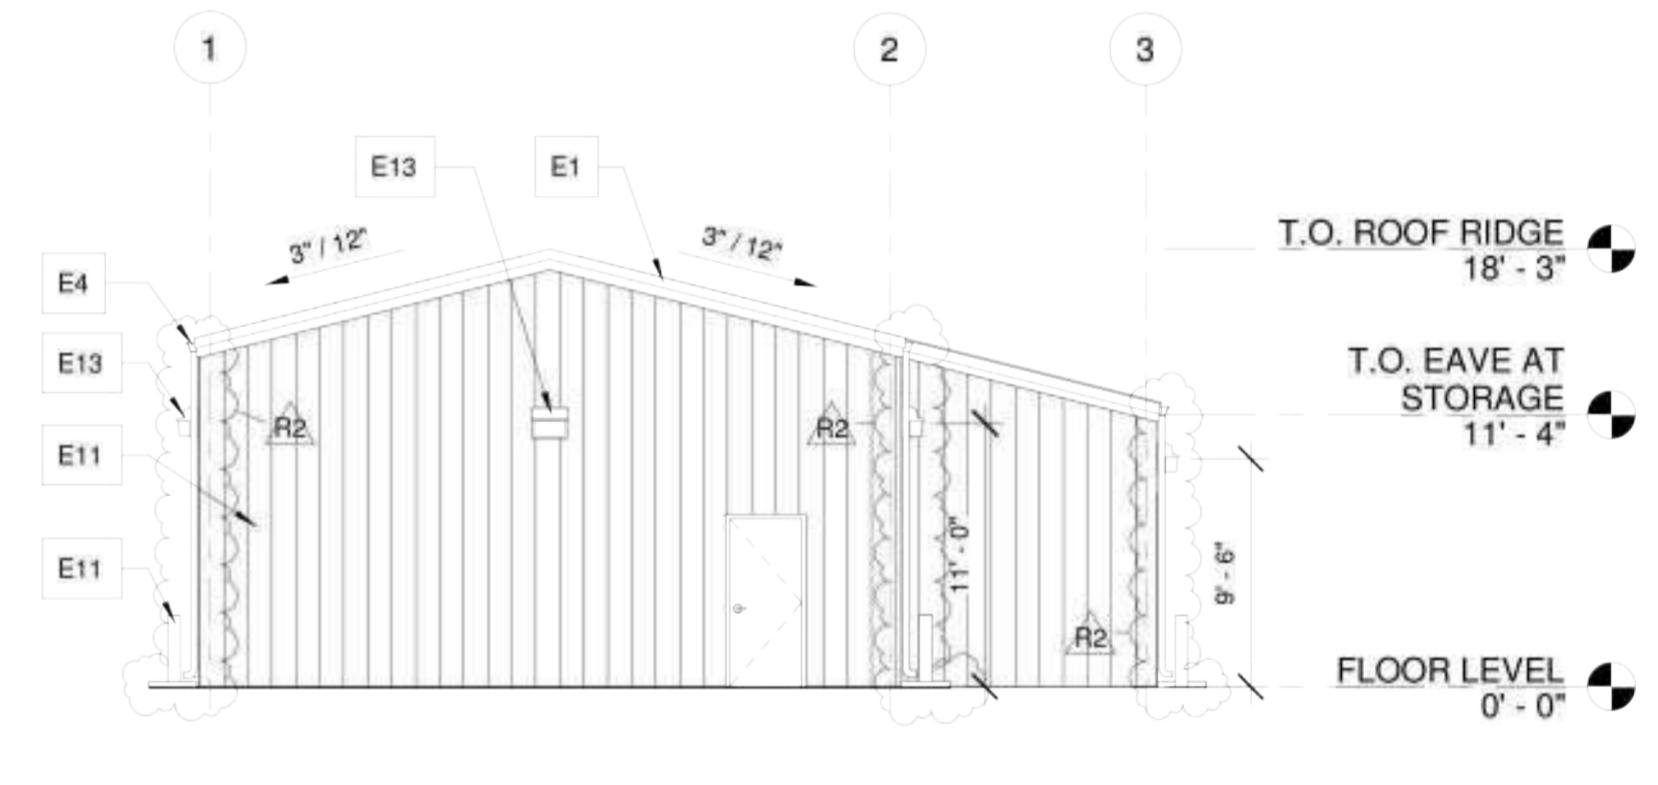 1
2
3
E13
E1
3" / 12"
3" / 12"
T.O. ROOF RIDGE
18' - 3"
E4
E13
T.O. EAVE AT
STORAGE
11' - 4"
R2
R2
E11
11' - 0"
9' - 6"
E11
R2
FLOOR LEVEL
0' - 0"